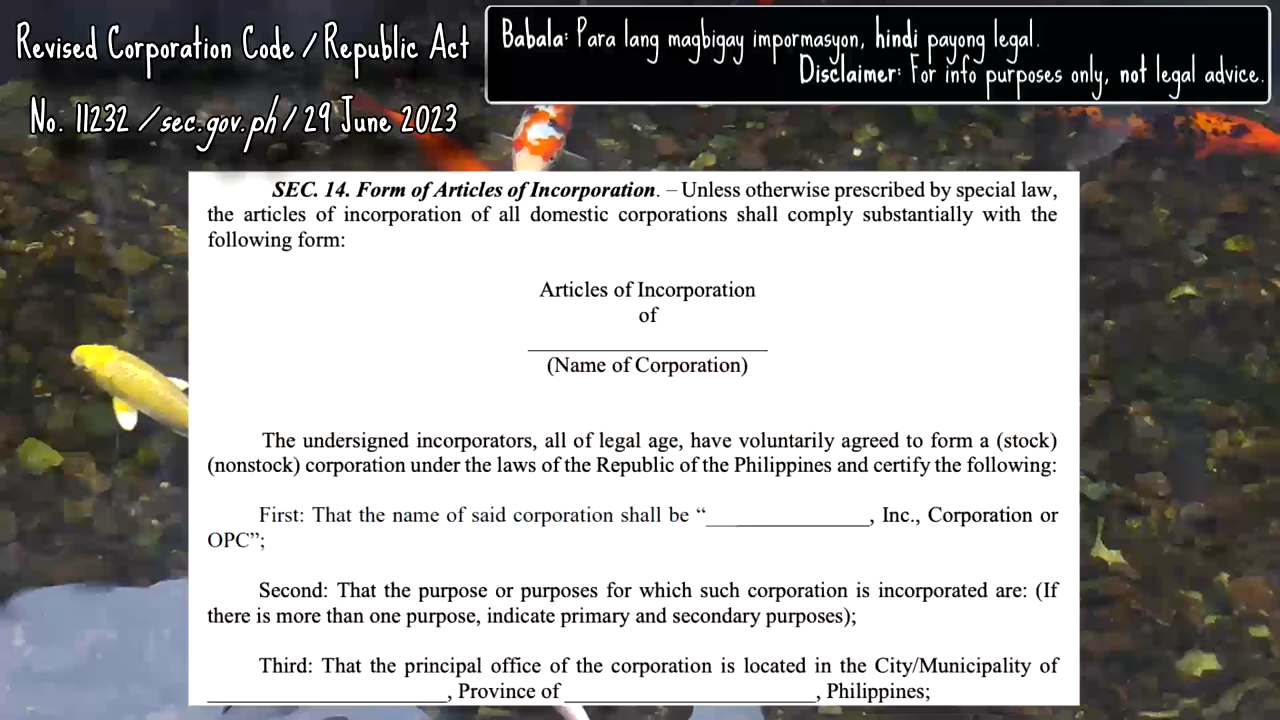 Revised Corporation Code / Republic Act
No. 11232 / sec.gov.ph / 29 June 2023
Babala: Para lang magbigay impormasyon, hindi payong legal.
Disclaimer: For info purposes only, not legal advice.
SEC. 14. Form of Articles of Incorporation. – Unless otherwise prescribed by special law,
the articles of incorporation of all domestic corporations shall comply substantially with the
following form:
Articles of Incorporation
of
____________________
(Name of Corporation)
The undersigned incorporators, all of legal age, have voluntarily agreed to form a (stock)
(nonstock) corporation under the laws of the Republic of the Philippines and certify the following:
First: That the name of said corporation shall be “______________, Inc., Corporation or
OPC”;
Second: That the purpose or purposes for which such corporation is incorporated are: (If
there is more than one purpose, indicate primary and secondary purposes);
Third: That the principal office of the corporation is located in the City/Municipality of
____________________, Province of _____________________, Philippines;